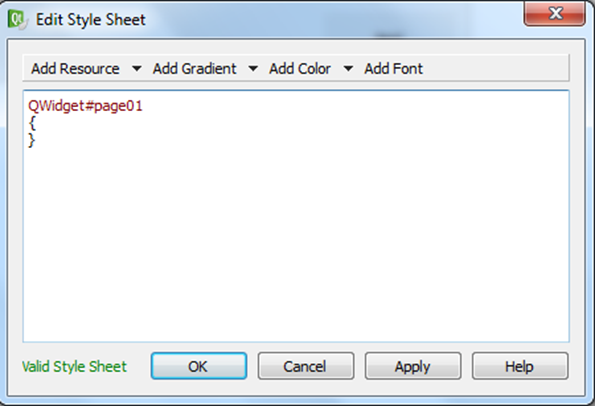 Edit Style Sheet
Add Resource Add Gradient Add Color Add Font
QWidget#page01
{
}
Valid Style Sheet OK Cancel Apply Help